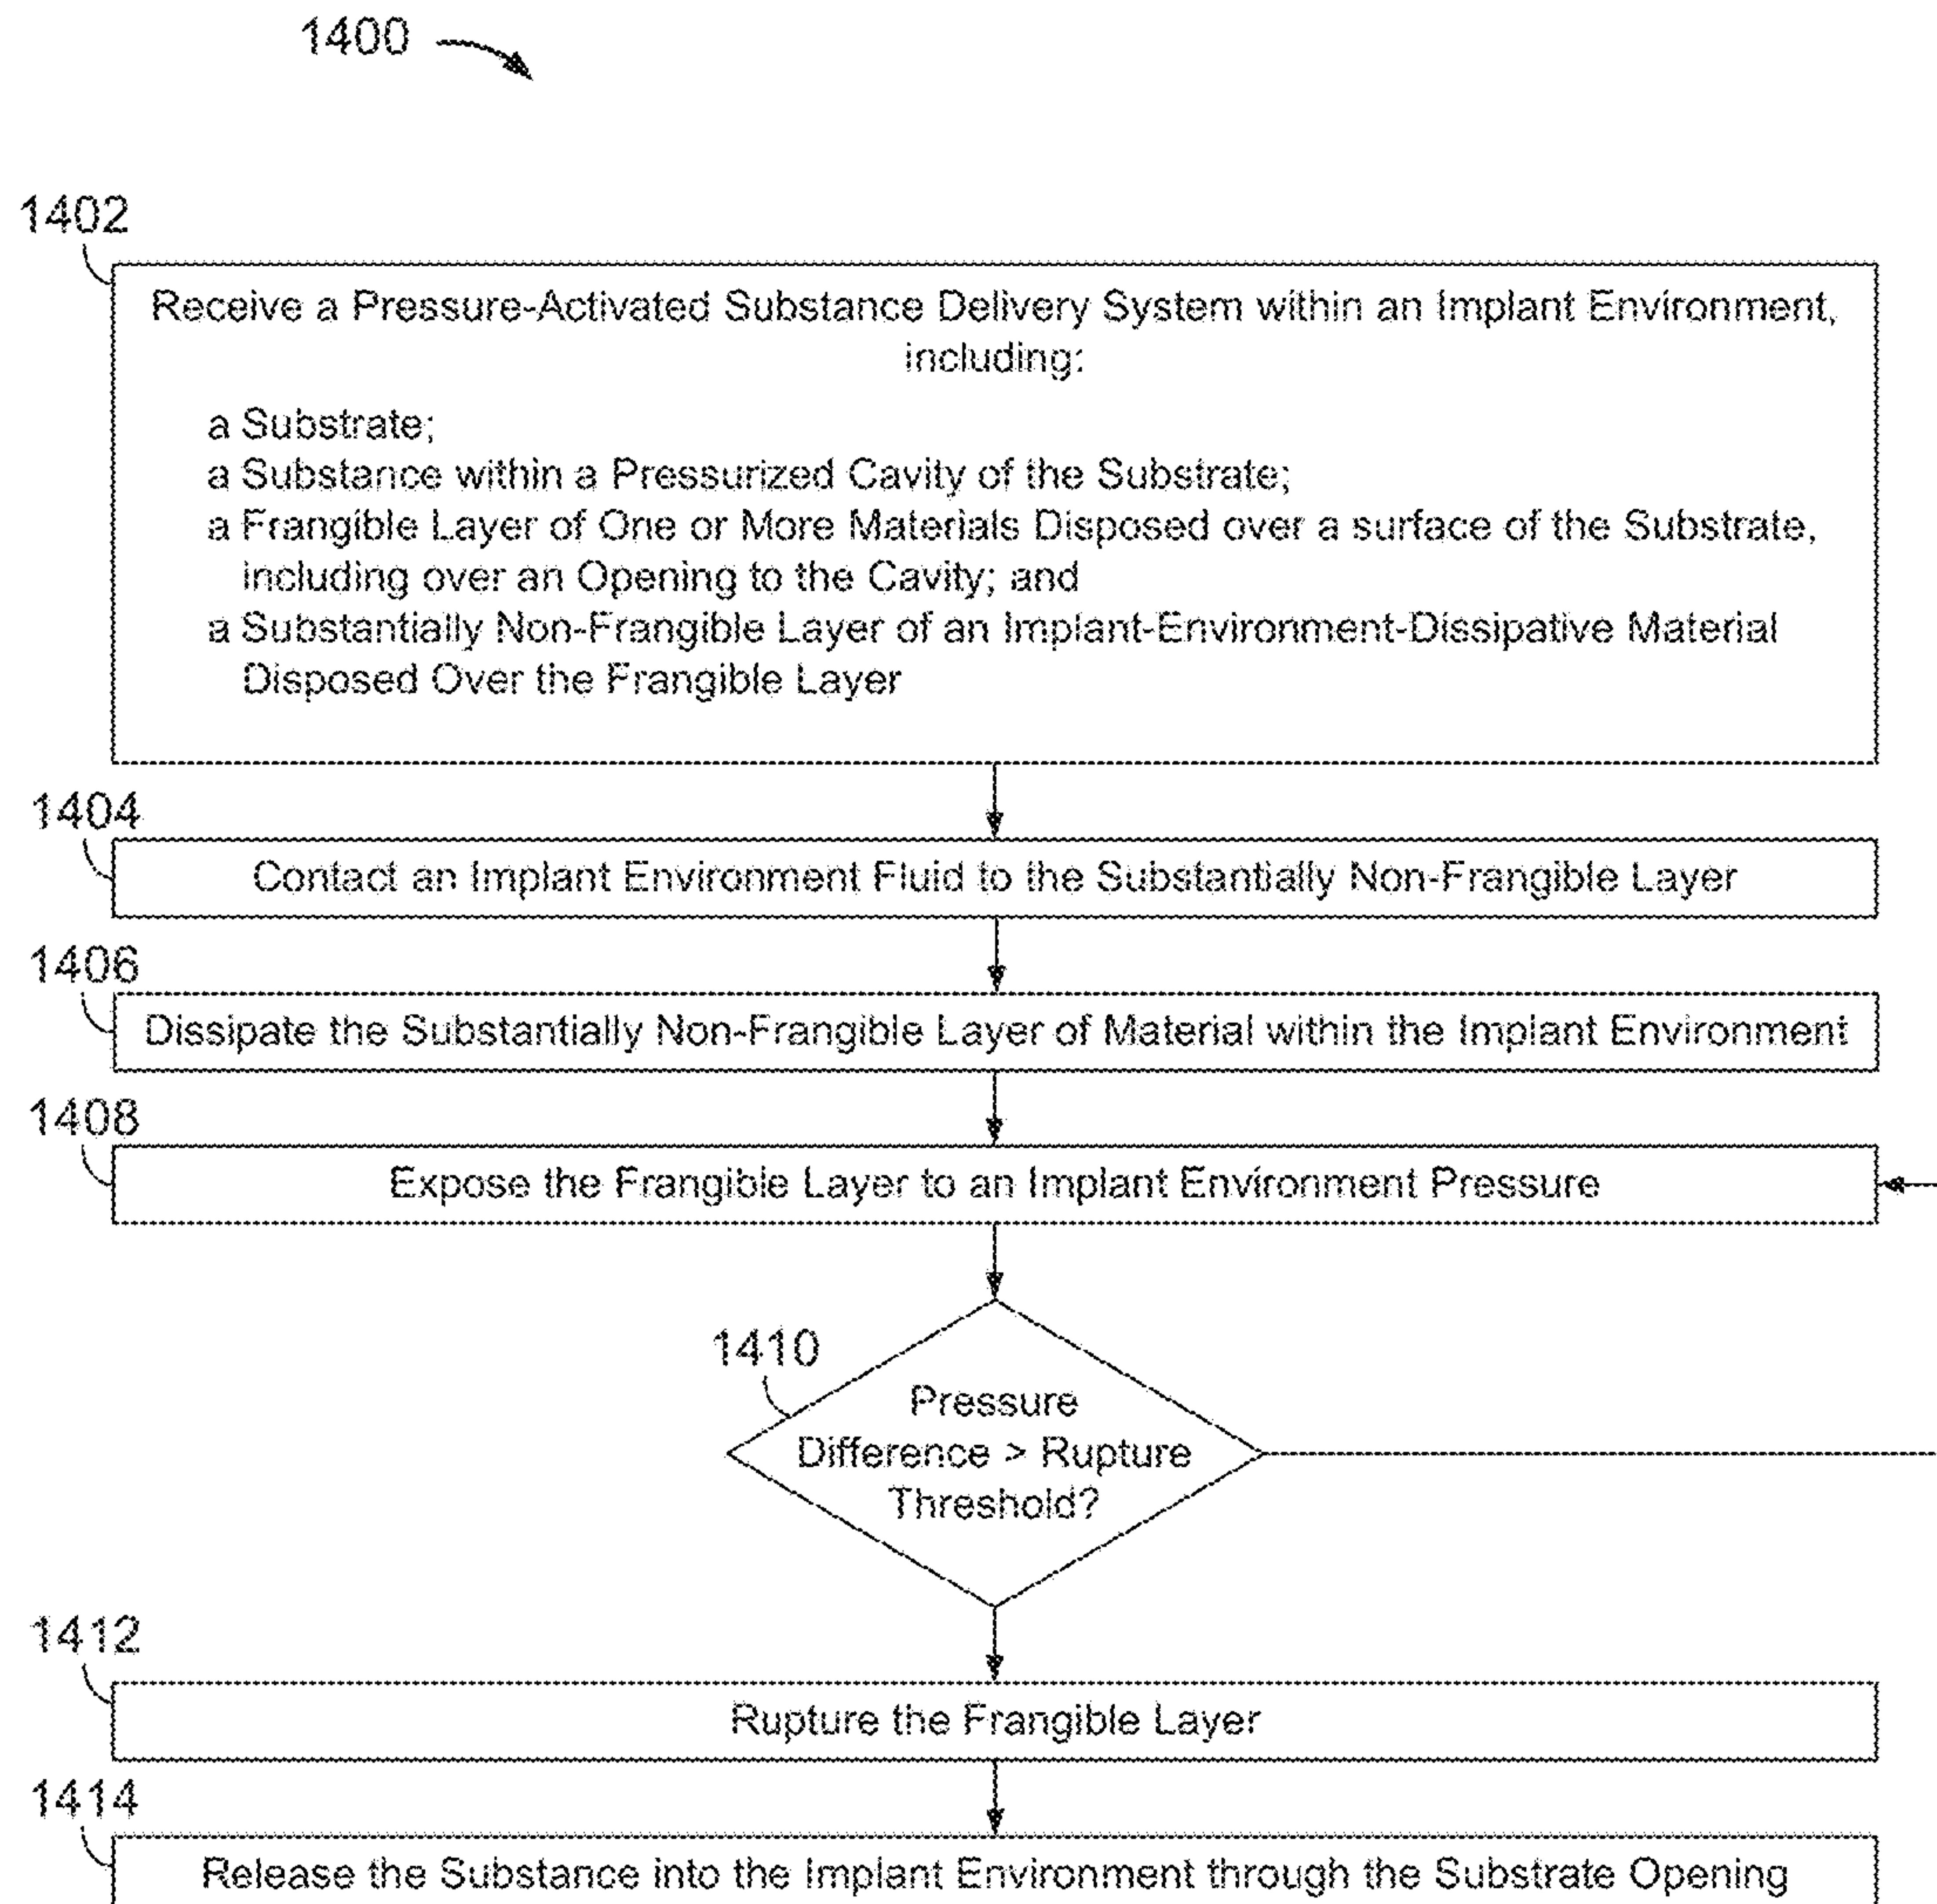 1400
1402
Receive a Pressure-Activated Substance Delivery System within an Implant Environment,
including:
a Substrate;
a Substance within a Pressurized Cavity of the Substrate;
a Frangible Layer of One or More Materials Disposed over a surface of the Substrate,
including over an Opening to the Cavity; and
a Substantially Non-Frangible Layer of an Implant-Environment-Dissipative Material
Disposed Over the Frangible Layer
1404
Contact an Implant Environment Fluid to the Substantially Non-Frangible Layer
1406
Dissipate the Substantially Non-Frangible Layer of Material within the Implant Environment
1408
Expose the Frangible Layer to an Implant Environment Pressure
1410
Pressure
Difference > Rupture
Threshold?
1412
Rupture the Frangible Layer
1414
Release the Substance into the Implant Environment through the Substrate Opening